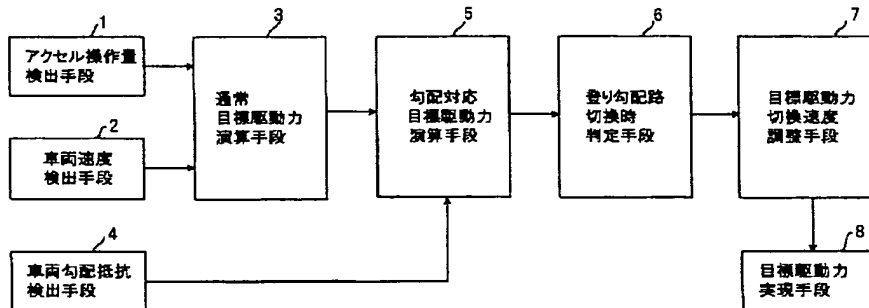 1
アクセル操作量
検出手段
2
車両速度
検出手段
3
通常
目標駆動力
演算手段
4
車両勾配抵抗
検出手段
5
勾配対応
目標駆動力
演算手段
6
登り勾配路
切換時
判定手段
7
目標駆動力
切換速度
調整手段
8
目標駆動力
実現手段